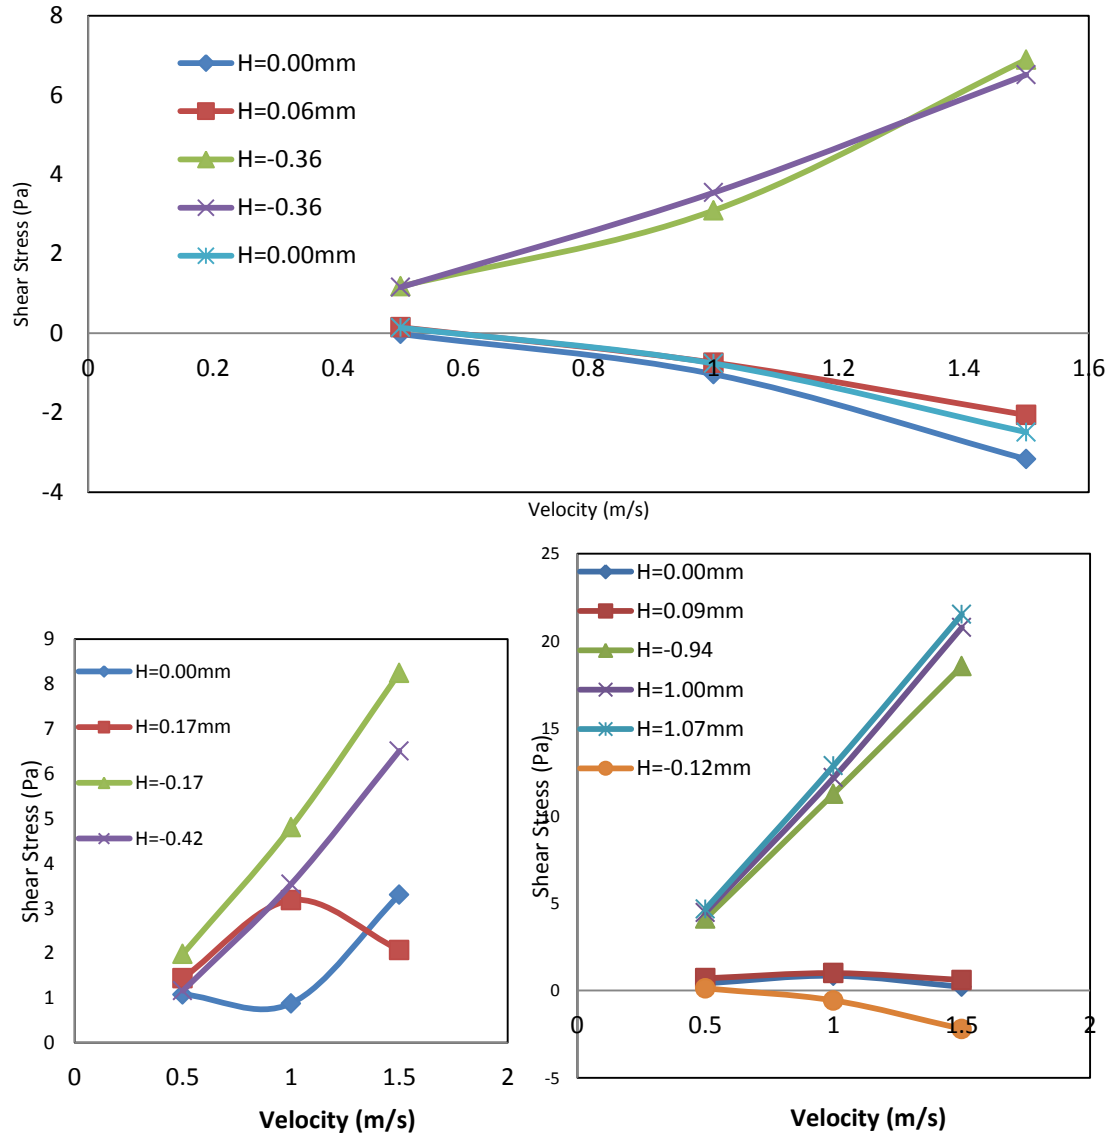 8
6
4
2
0
-2
-4
Shear Stress (Pa)
H=0.00mm
H=0.06mm
H=-0.36
H=-0.36
H=0.00mm
0
0.2
0.4
0.6
0.8
1
1.2
1.4
1.6
Velocity (m/s)
9
8
7
6
5
4
3
2
1
0
Shear Stress (Pa)
H=0.00mm
H=0.17mm
H=-0.17
H=-0.42
0
0.5
1
1.5
2
Velocity (m/s)
25
20
15
10
5
0
-5
Shear Stress (Pa)
H=0.00mm
H=0.09mm
H=-0.94
H=1.00mm
H=1.07mm
H=-0.12mm
0
0.5
1
1.5
2
Velocity (m/s)